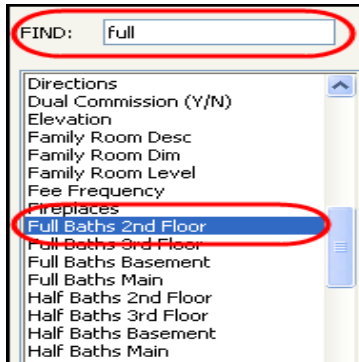 FIND: full
Directions
Dual Commission (Y/N)
Elevation
Family Room Desc
Family Room Dim
Family Room Level
Fee Frequency
Fireplaces
Full Baths 2nd Floor
Full Baths 3rd Floor
Full Baths Basement
Full Baths Main
Half Baths 2nd Floor
Half Baths 3rd Floor
Half Baths Basement
Half Baths Main